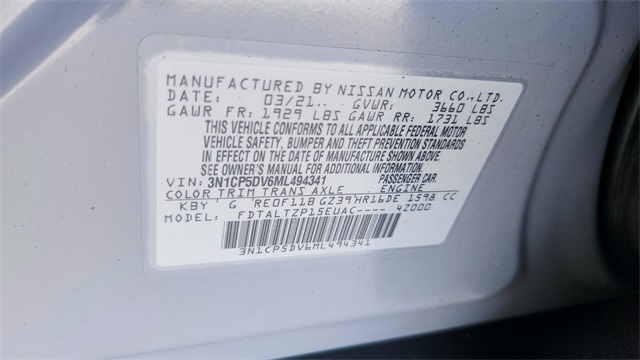 MANUFACTURED BY NISSAN MOTOR CO.,LTD.
DATE: 03/21.. GVWR: 3660 LBS
GAWR FR: 1929 LBS GAWR RR: 1731 LBS
THIS VEHICLE CONFORMS TO ALL APPLICABLE FEDERAL MOTOR
VEHICLE SAFETY, BUMPER AND THEFT PREVENTION STANDARDS
IN EFFECT ON THE DATE OF MANUFACTURE SHOWN ABOVE.
SEE OWNER'S MANUAL FOR ADDITIONAL INFORMATION.
VIN: 3N1CP5DV6ML494341 PASSENGER CAR
COLOR TRIM TRANS AXLE ENGINE
KBY G RE0F11B GZ39 HR16DE 1598 CC
MODEL: FDTALTZP15EUAC---- 42000
3N1CP5DV6ML494341